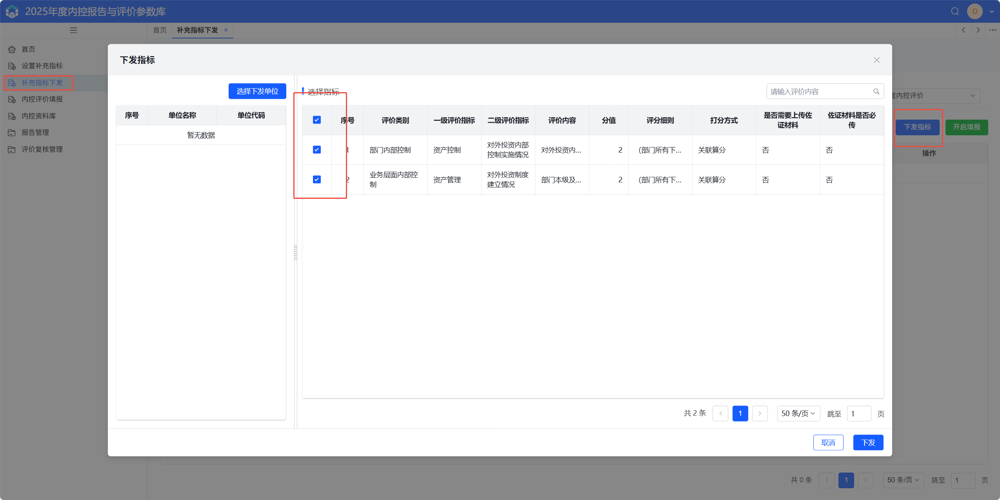 2025年度内控报告与评价参数库
D
首页
补充指标下发
首页
设置补充指标
补充指标下发
内控评价填报
内控资料库
报告管理
评价复核管理
下发指标
选择下发单位
序号 单位名称 单位代码
暂无数据
选择指标
请输入评价内容
序号 评价类别 一级评价指标 二级评价指标 评价内容 分值 评分细则 打分方式 是否需要上传佐证材料 佐证材料是否必传
1 部门内部控制 资产控制 对外投资内部控制实施情况 对外投资内... 2 (部门所有下... 关联算分 否 否
2 业务层面内部控制 资产管理 对外投资制度建立情况 部门本级及... 2 (部门所有下... 关联算分 否 否
共 2 条 1 50 条/页 跳至 1 页
取消 下发
度内控评价
下发指标 开启填报
操作
共 0 条 1 50 条/页 跳至 1 页